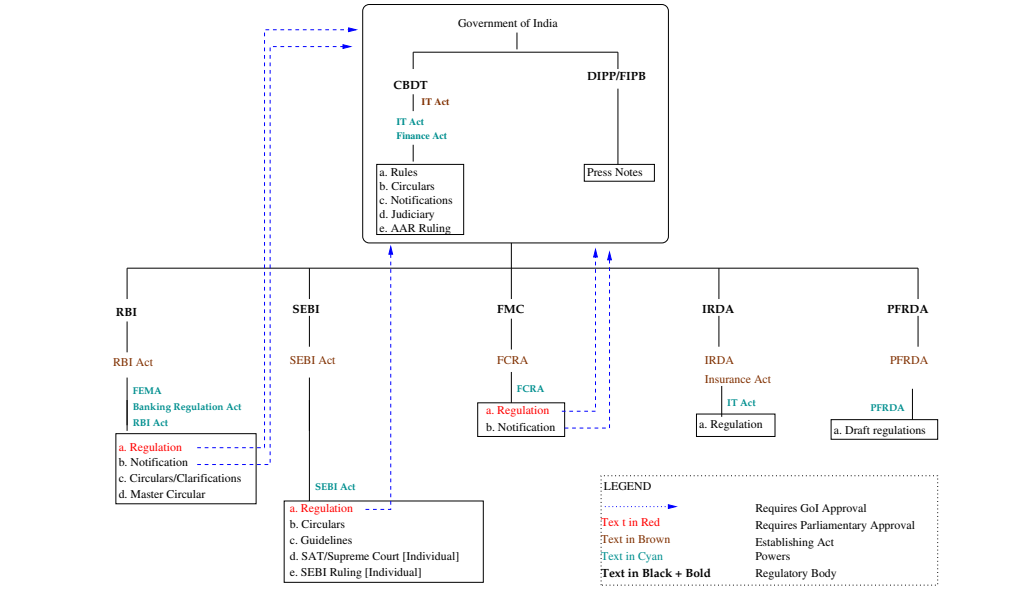 Government of India
CBDT
DIPP/FIPB
IT Act
IT Act
Finance Act
a. Rules
b. Circulars
c. Notifications
d. Judiciary
e. AAR Ruling
Press Notes
RBI
SEBI
FMC
IRDA
PFRDA
RBI Act
SEBI Act
FCRA
IRDA
Insurance Act
PFRDA
FEMA
Banking Regulation Act
RBI Act
a. Regulation
b. Notification
c. Circulars/Clarifications
d. Master Circular
SEBI Act
a. Regulation
b. Circulars
c. Guidelines
d. SAT/Supreme Court [Individual]
e. SEBI Ruling [Individual]
FCRA
a. Regulation
b. Notification
IT Act
a. Regulation
PFRDA
a. Draft regulations
LEGEND
Requires GoI Approval
Tex t in Red Requires Parliamentary Approval
Text in Brown Establishing Act
Text in Cyan Powers
Text in Black + Bold Regulatory Body